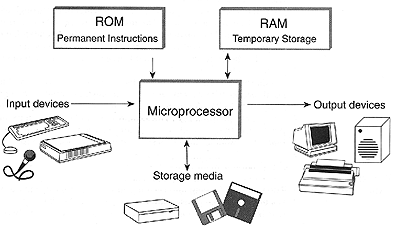 ROM
Permanent Instructions
RAM
Temporary Storage
Input devices
Microprocessor
Output devices
Storage media